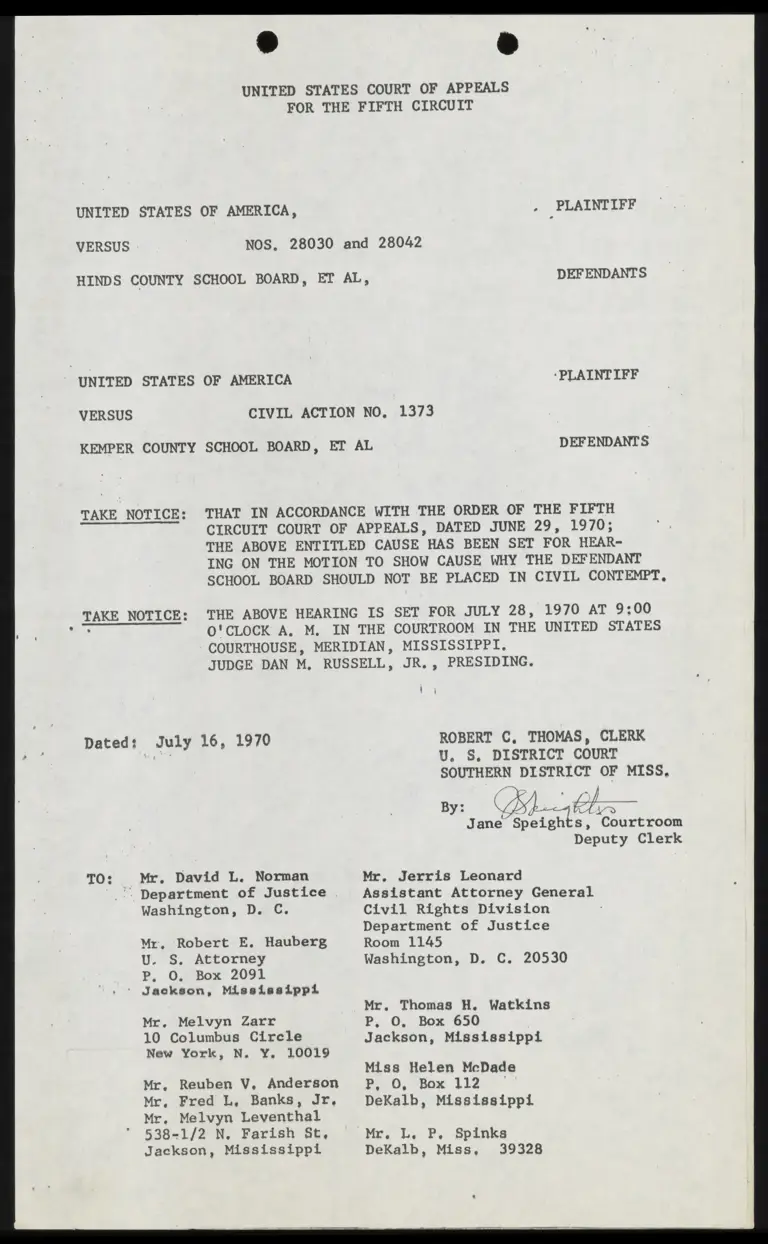 UNITED STATES COURT OF APPEALS
FOR THE FIFTH CIRCUIT
UNITED STATES OF AMERICA, PLAINTIFF
VERSUS NOS. 28030 and 28042
HINDS COUNTY SCHOOL BOARD, ET AL, DEFENDANTS
UNITED STATES OF AMERICA PLAINTIFF
VERSUS CIVIL ACTION NO. 1373
KEMPER COUNTY SCHOOL BOARD, ET AL DEFENDANTS
TAKE NOTICE: THAT IN ACCORDANCE WITH THE ORDER OF THE FIFTH
CIRCUIT COURT OF APPEALS, DATED JUNE 29, 1970;
THE ABOVE ENTITLED CAUSE HAS BEEN SET FOR HEAR-
ING ON THE MOTION TO SHOW CAUSE WHY THE DEFENDANT
SCHOOL BOARD SHOULD NOT BE PLACED IN CIVIL CONTEMPT.
TAKE NOTICE: THE ABOVE HEARING IS SET FOR JULY 28, 1970 AT 9:00
O'CLOCK A. M. IN THE COURTROOM IN THE UNITED STATES
COURTHOUSE, MERIDIAN, MISSISSIPPI.
JUDGE DAN M. RUSSELL, JR., PRESIDING.
Dated: July 16, 1970
ROBERT C. THOMAS, CLERK
U. S. DISTRICT COURT
SOUTHERN DISTRICT OF MISS.
By: JSpeights
Jane Speights, Courtroom
Deputy Clerk
TO: Mr. David L. Norman
Department of Justice
Washington, D. C.
Mr. Robert E. Hauberg
U. S. Attorney
P. O. Box 2091
Jackson, Mississippi
Mr. Melvyn Zarr
10 Columbus Circle
New York, N. Y. 10019
Mr. Reuben V. Anderson
Mr. Fred L. Banks, Jr.
Mr. Melvyn Leventhal
538-1/2 N. Farish St.
Jackson, Mississippi
Mr. Jerris Leonard
Assistant Attorney General
Civil Rights Division
Department of Justice
Room 1145
Washington, D. C. 20530
Mr. Thomas H. Watkins
P. O. Box 650
Jackson, Mississippi
Miss Helen McDade
P. O. Box 112
DeKalb, Mississippi
Mr. L. P. Spinks
DeKalb, Miss. 39328